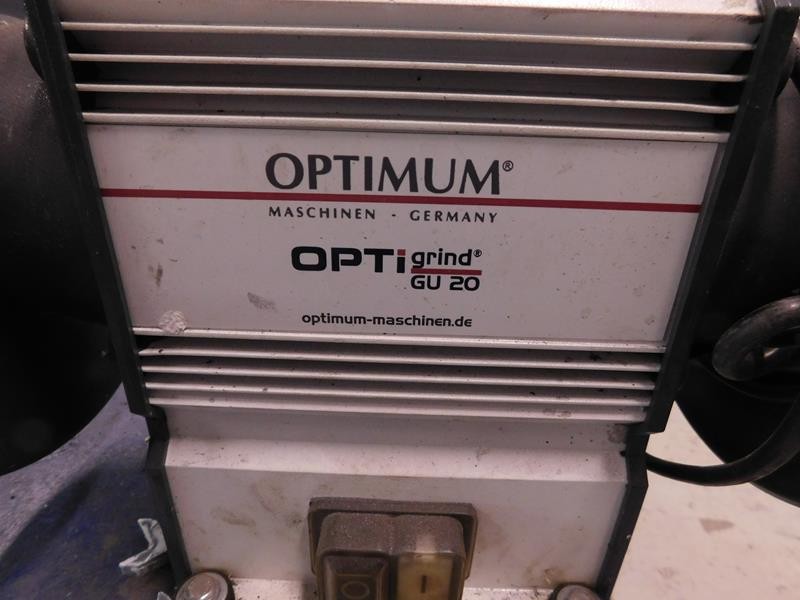 OPTIMUM®
MASCHINEN - GERMANY
OPTi grind®
GU 20
optimum-maschinen.de
O I